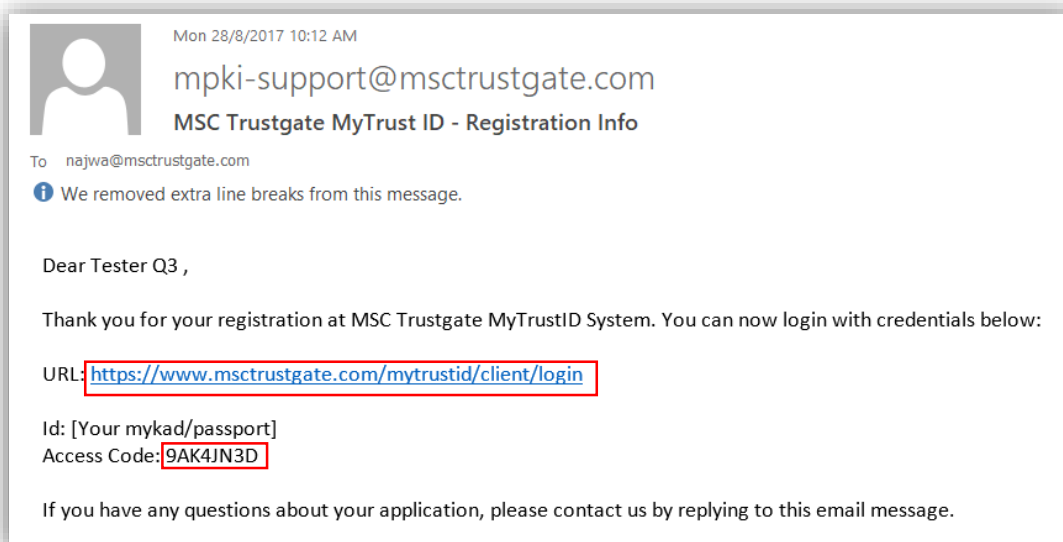 Mon 28/8/2017 10:12 AM
mpki-support@msctrustgate.com
MSC Trustgate MyTrust ID - Registration Info
To najwa@msctrustgate.com
We removed extra line breaks from this message.
Dear Tester Q3 ,
Thank you for your registration at MSC Trustgate MyTrustID System. You can now login with credentials below:
URL: https://www.msctrustgate.com/mytrustid/client/login
Id: [Your mykad/passport]
Access Code: 9AK4JN3D
If you have any questions about your application, please contact us by replying to this email message.